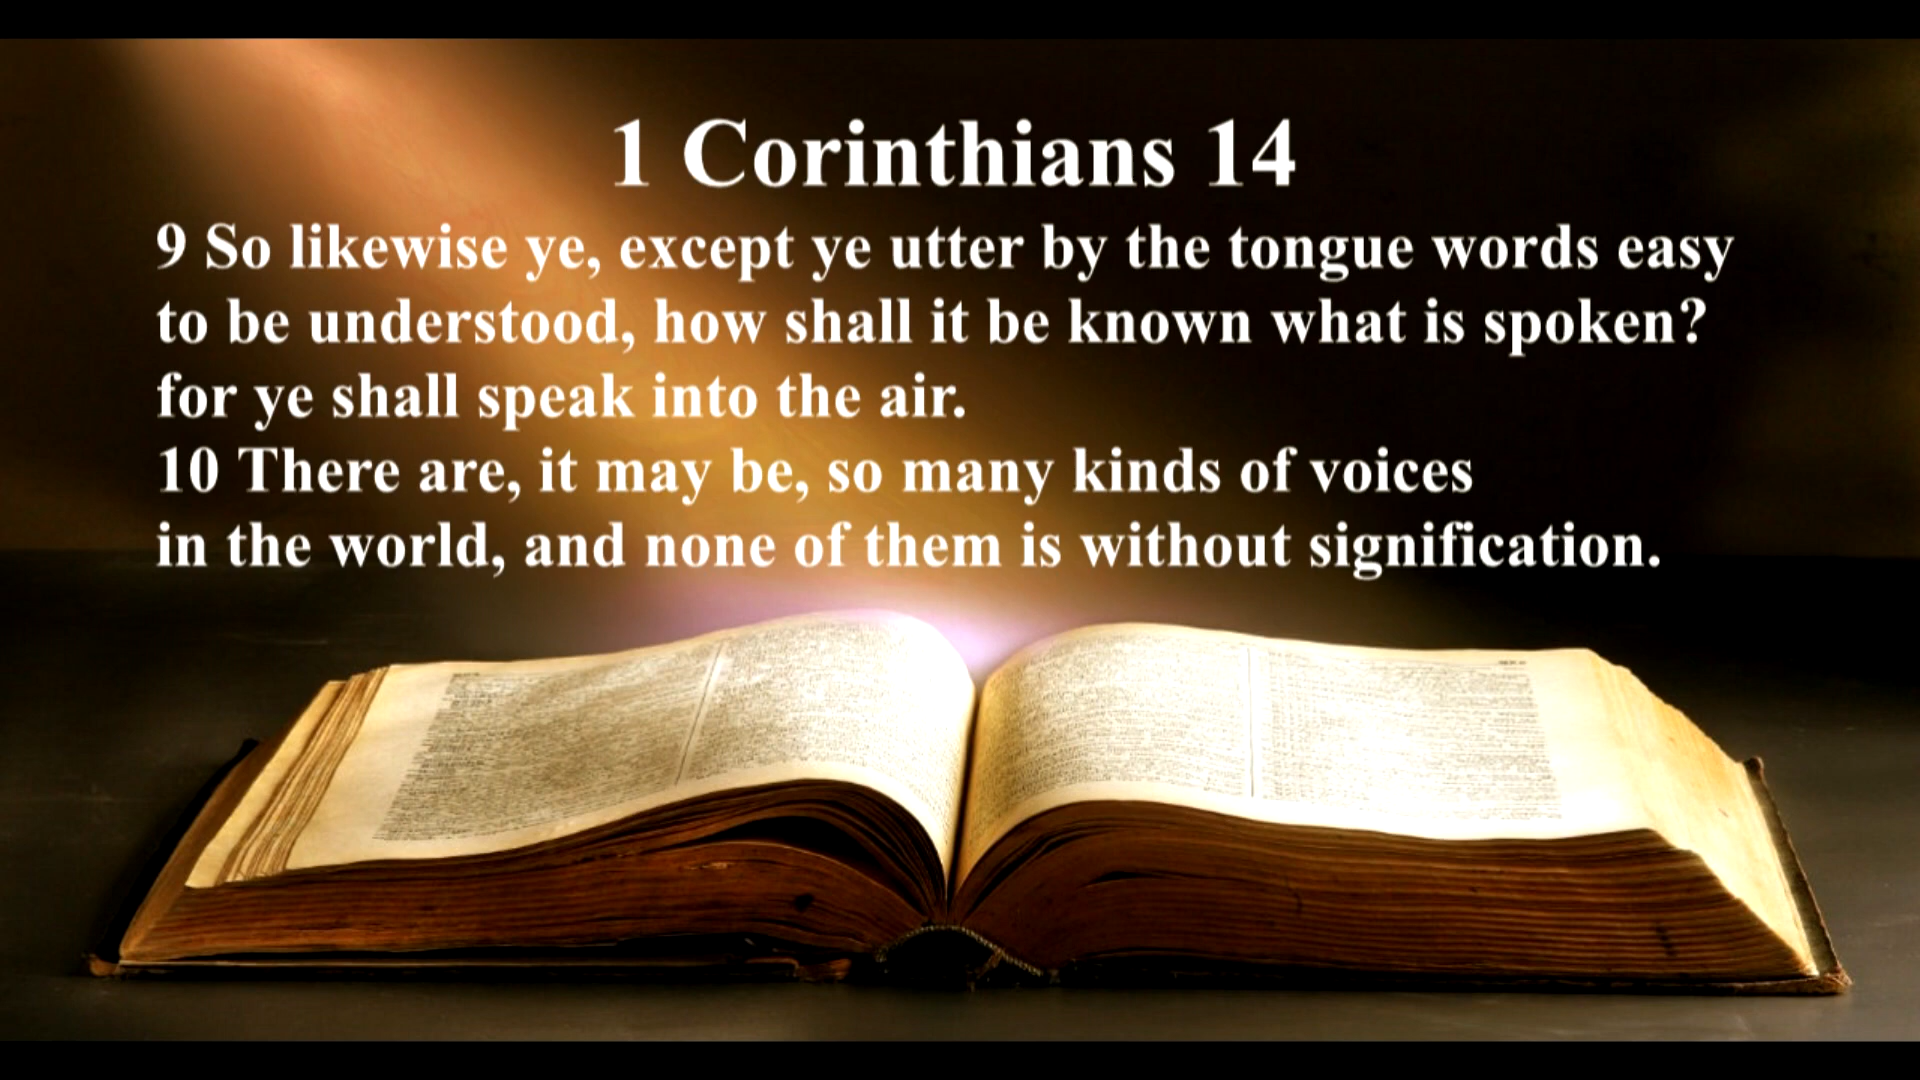 1 Corinthians 14
9 So likewise ye, except ye utter by the tongue words easy
to be understood, how shall it be known what is spoken?
for ye shall speak into the air.
10 There are, it may be, so many kinds of voices
in the world, and none of them is without signification.